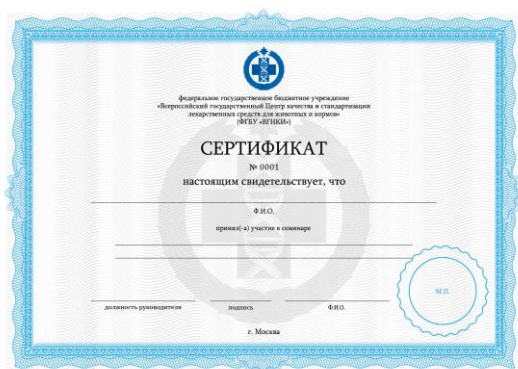 федеральное государственное бюджетное учреждение
«Всероссийский государственный Центр качества и стандартизации
лекарственных средств для животных и кормов»
(ФГБУ «ВГНКИ»)
СЕРТИФИКАТ
№ 0001
настоящим свидетельствует, что
Ф.И.О.
принял(-а) участие в семинаре
М.П.
должность руководителя подпись Ф.И.О.
г. Москва